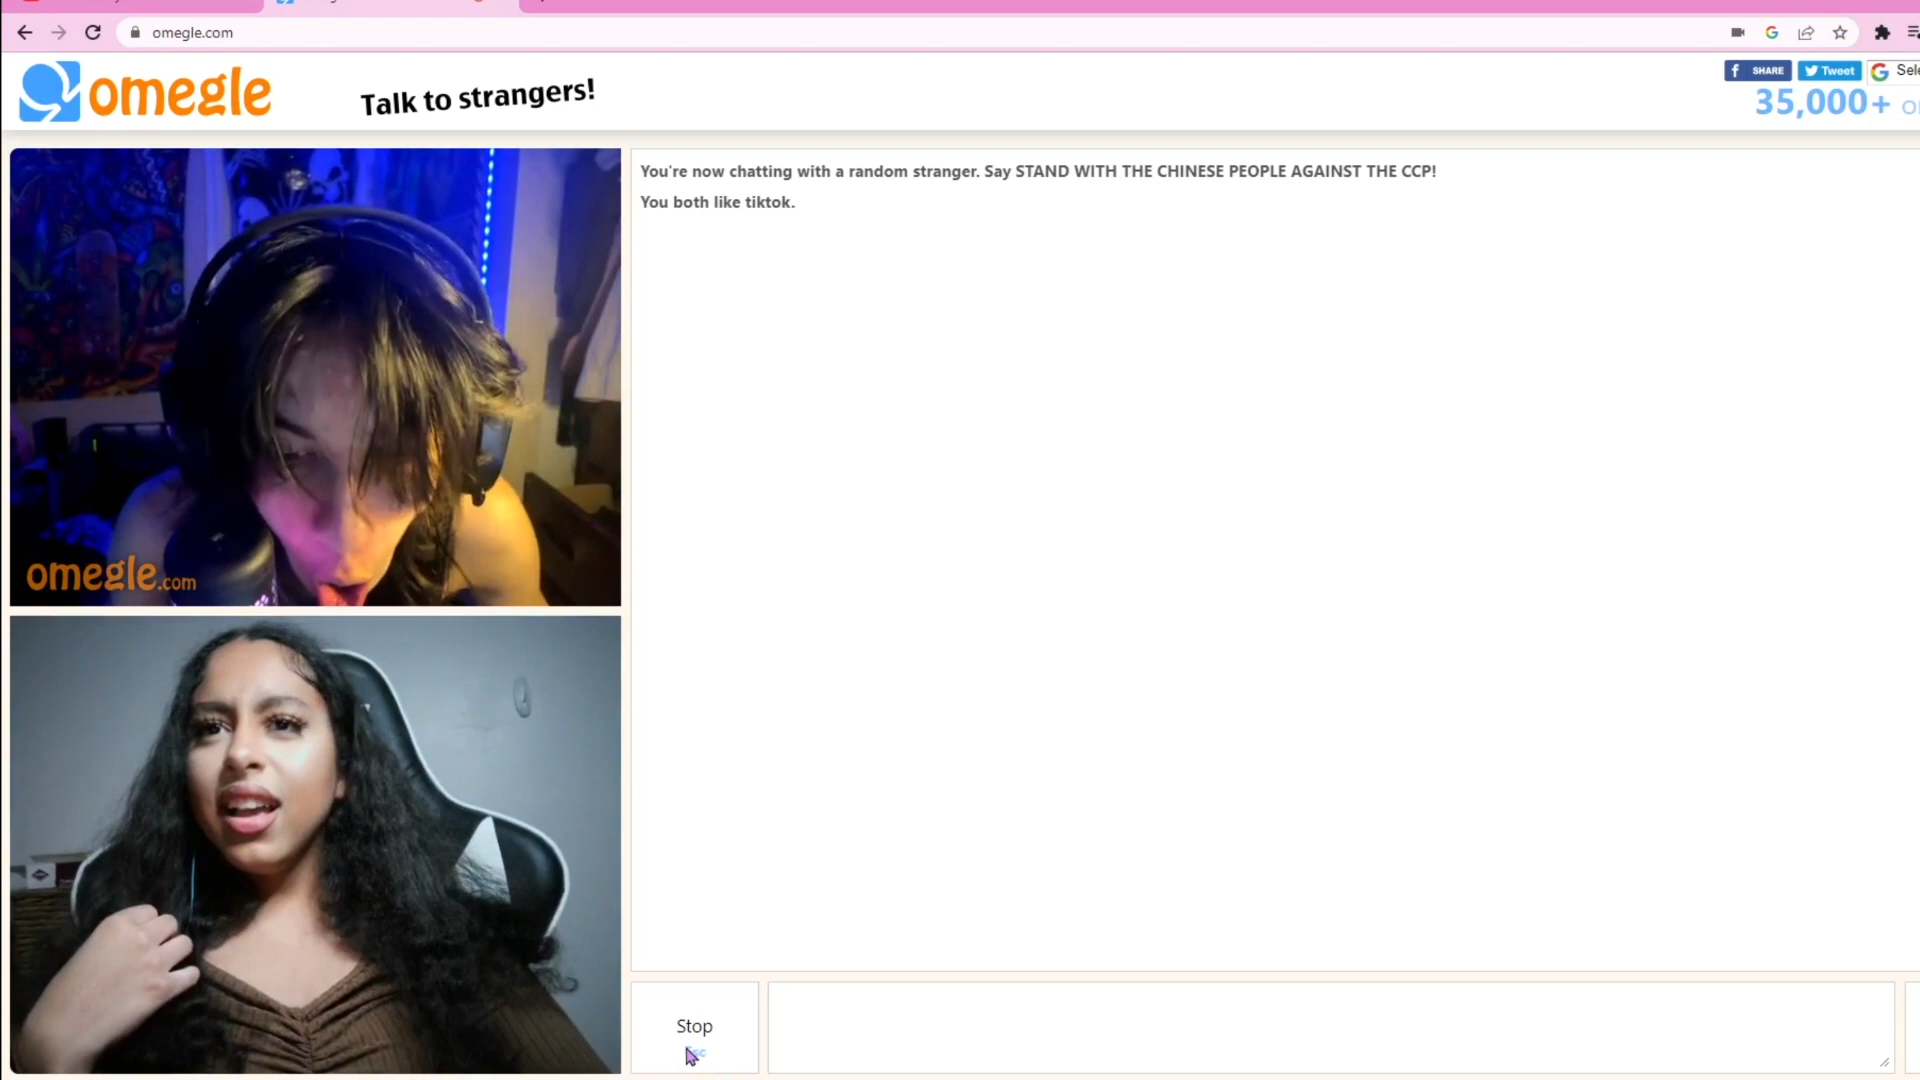 omegle.com
omegle
Talk to strangers!
SHARE
Tweet
35,000+
You're now chatting with a random stranger. Say STAND WITH THE CHINESE PEOPLE AGAINST THE CCP!
You both like tiktok.
omegle.com
Stop